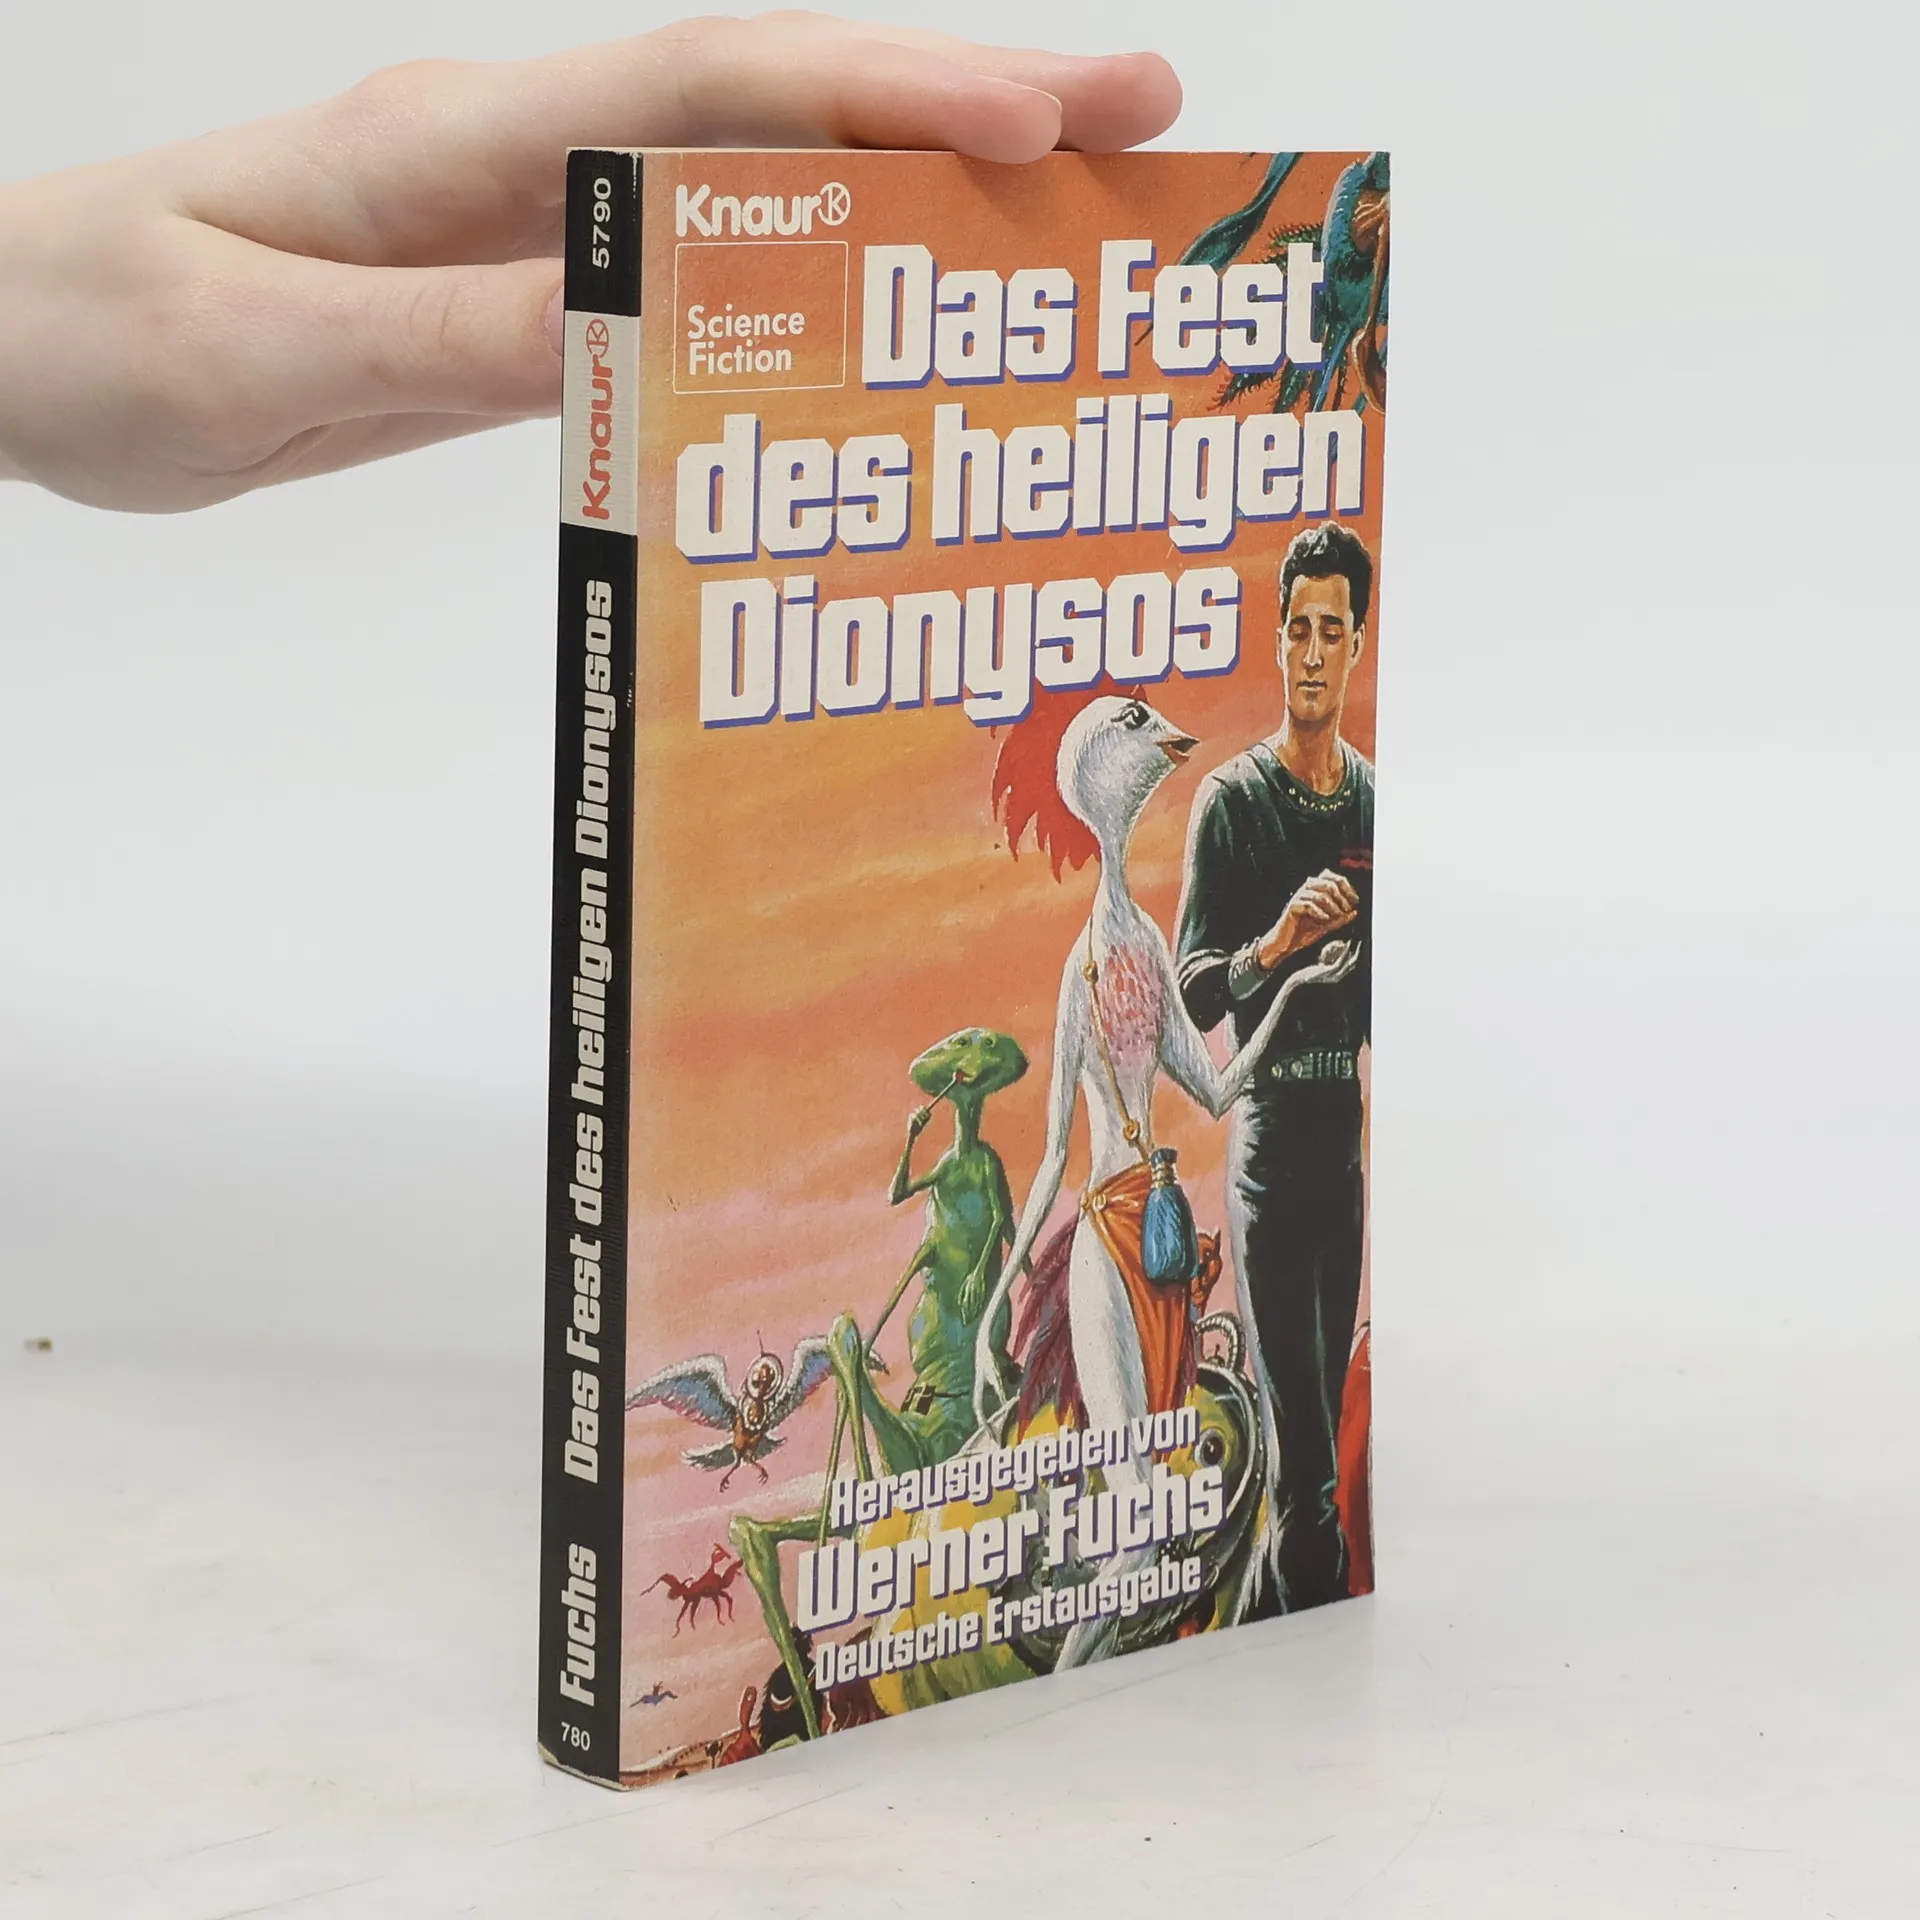 5790
Knaur
Das Fest des heiligen Dionysos
Fuchs
780
Knaur
Science
Fiction
Das Fest
des heiligen
Dionysos
Herausgegeben von
Werner Fuchs
Deutsche Erstausgabe